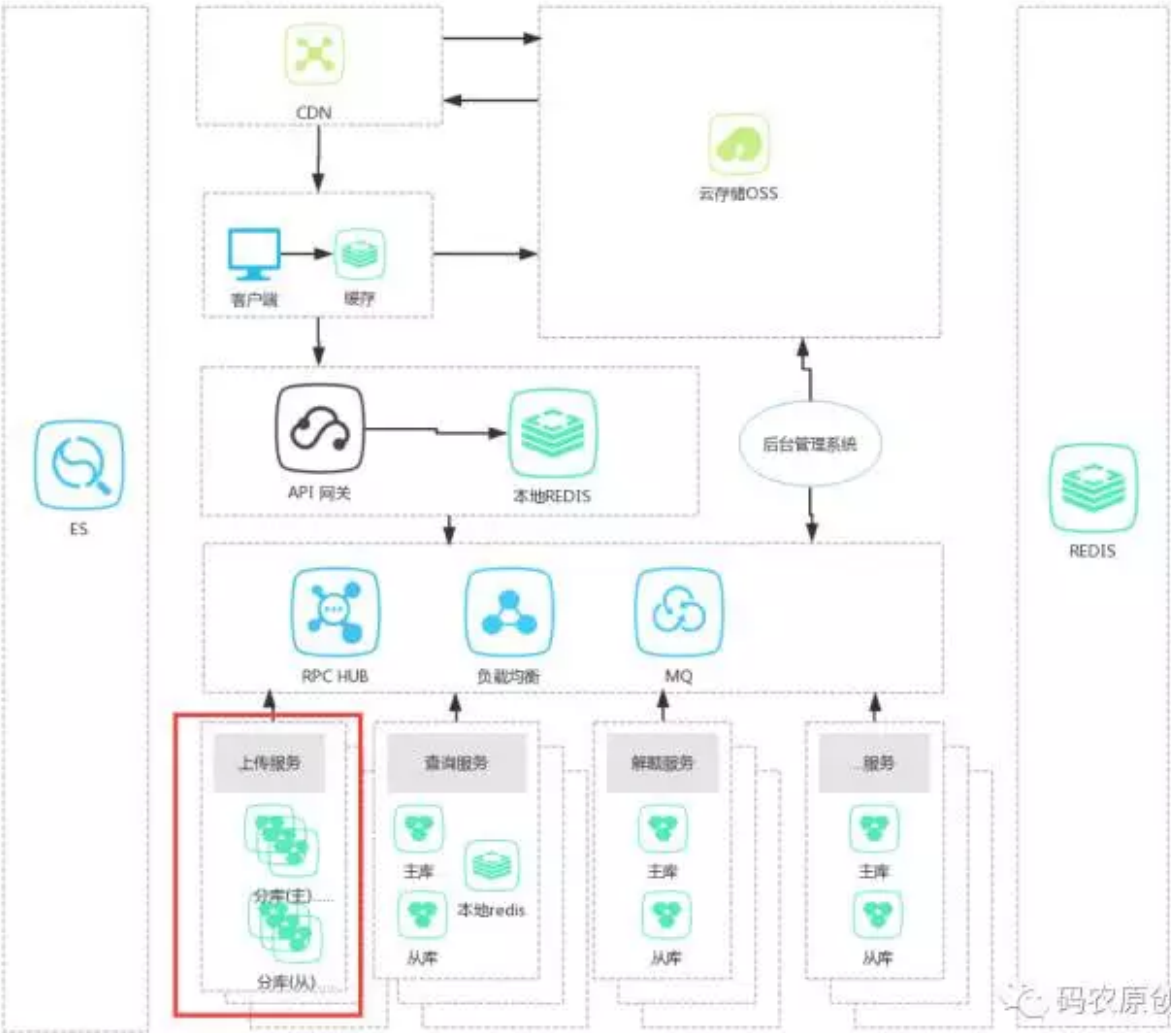 CDN
云存储OSS
客户端
缓存
API 网关
本地REDIS
后台管理系统
ES
REDIS
RPC HUB
负载均衡
MQ
上传服务
查询服务
解题服务
...服务
分库(主)......
分库(从)
主库
本地redis
从库
主库
从库
主库
从库
码农原创